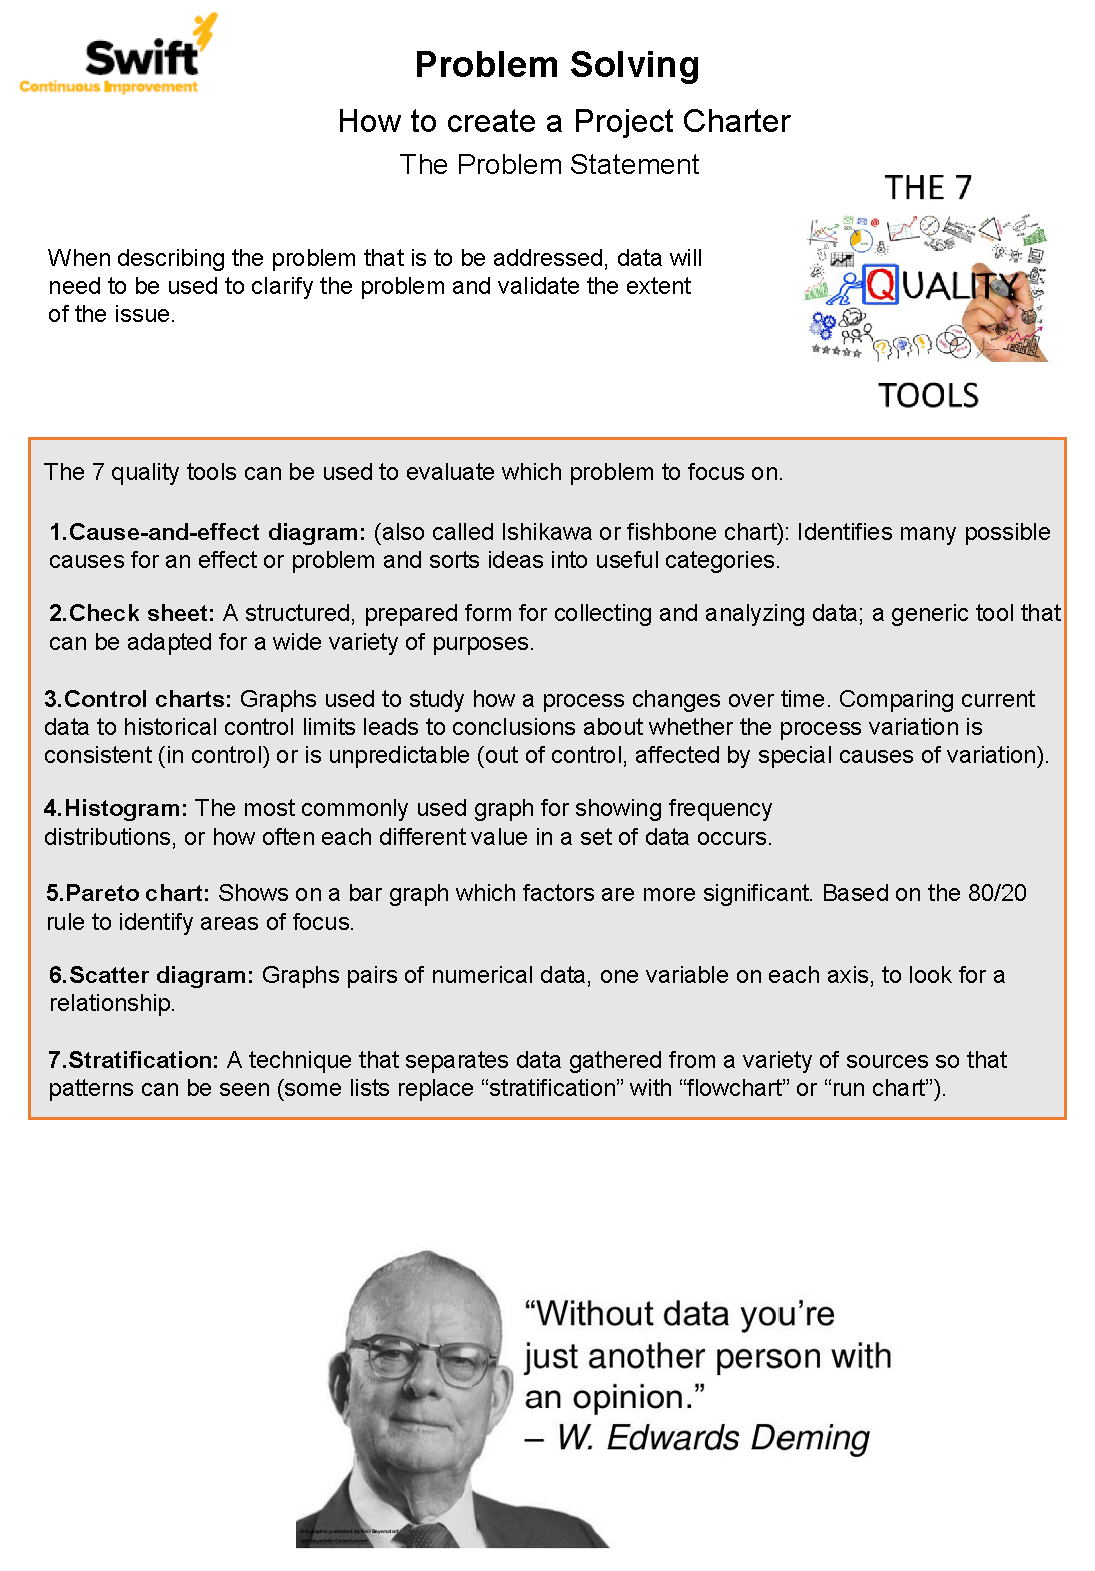 Swift
Continuous Improvement
Problem Solving
How to create a Project Charter
The Problem Statement
THE 7
QUALITY
TOOLS
When describing the problem that is to be addressed, data will
need to be used to clarify the problem and validate the extent
of the issue.
The 7 quality tools can be used to evaluate which problem to focus on.
1.Cause-and-effect diagram: (also called Ishikawa or fishbone chart): Identifies many possible
causes for an effect or problem and sorts ideas into useful categories.
2.Check sheet: A structured, prepared form for collecting and analyzing data; a generic tool that
can be adapted for a wide variety of purposes.
3.Control charts: Graphs used to study how a process changes over time. Comparing current
data to historical control limits leads to conclusions about whether the process variation is
consistent (in control) or is unpredictable (out of control, affected by special causes of variation).
4.Histogram: The most commonly used graph for showing frequency
distributions, or how often each different value in a set of data occurs.
5.Pareto chart: Shows on a bar graph which factors are more significant. Based on the 80/20
rule to identify areas of focus.
6.Scatter diagram: Graphs pairs of numerical data, one variable on each axis, to look for a
relationship.
7.Stratification: A technique that separates data gathered from a variety of sources so that
patterns can be seen (some lists replace “stratification” with “flowchart” or “run chart”).
“Without data you’re
just another person with
an opinion.”
– W. Edwards Deming